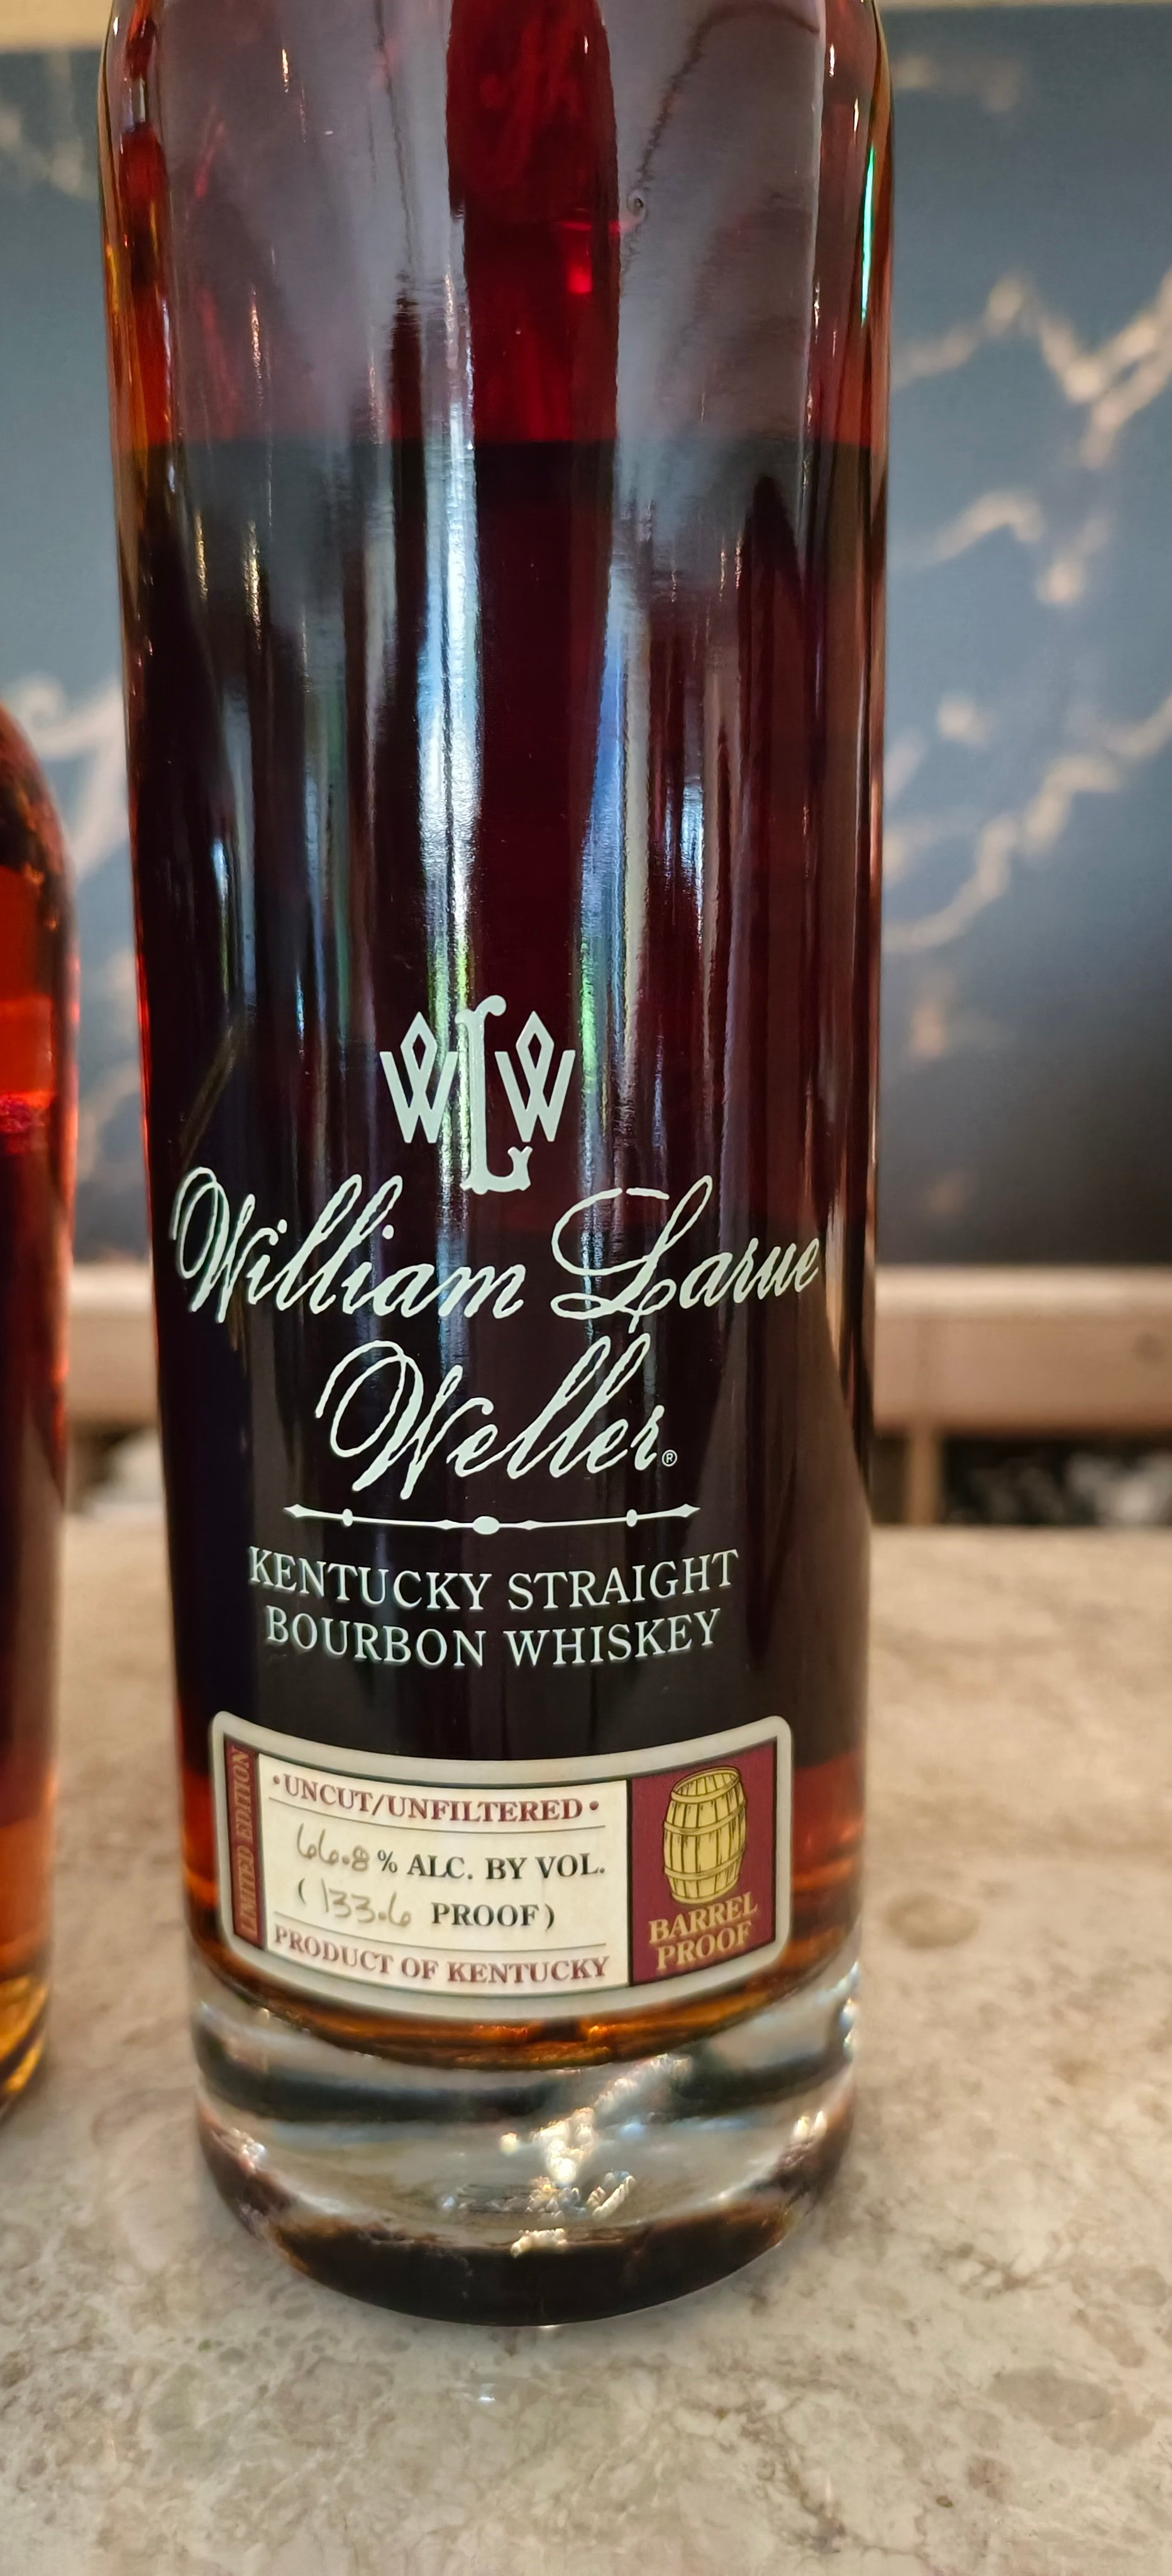 WLW
William Larue
Weller®
KENTUCKY STRAIGHT
BOURBON WHISKEY
LIMITED EDITION
• UNCUT/UNFILTERED •
66.8 % ALC. BY VOL.
( 133.6 PROOF )
PRODUCT OF KENTUCKY
BARREL
PROOF